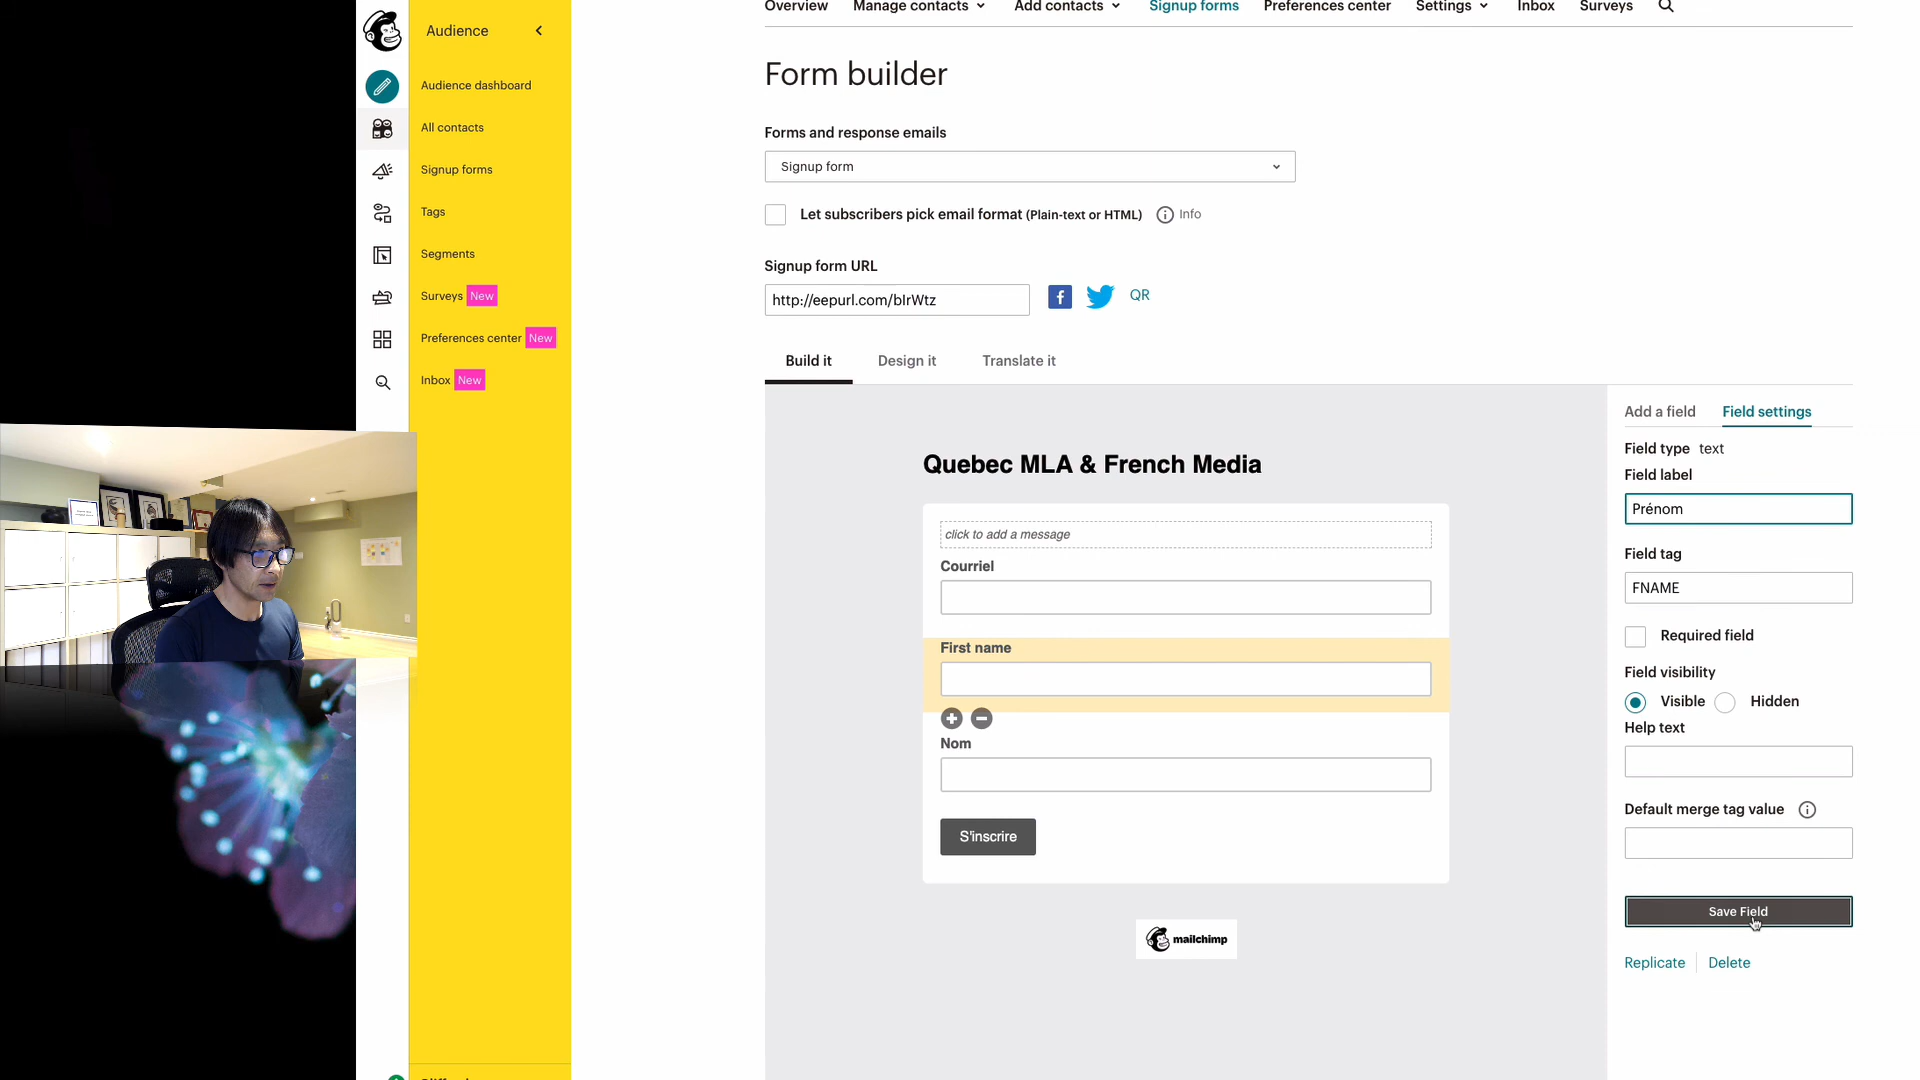 Overview Manage contacts Add contacts Signup forms Preferences center Settings Inbox Surveys
Audience
Audience dashboard
All contacts
Signup forms
Tags
Segments
Surveys New
Preferences center New
Inbox New
Form builder
Forms and response emails
Signup form
Let subscribers pick email format (Plain-text or HTML) Info
Signup form URL
http://eepurl.com/bIrWtz
QR
Build it Design it Translate it
Quebec MLA & French Media
click to add a message
Courriel
First name
Nom
S'inscrire
mailchimp
Add a field Field settings
Field type text
Field label
Prénom
Field tag
FNAME
Required field
Field visibility
Visible Hidden
Help text
Default merge tag value
Save Field
Replicate Delete